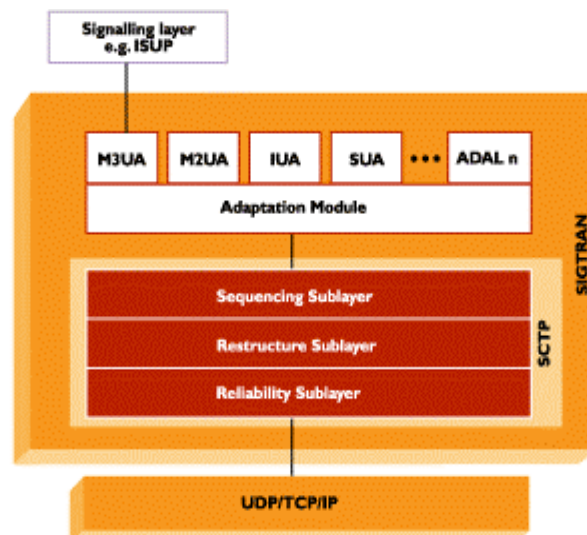 Signalling layer
e.g. ISUP
M3UA
M2UA
IUA
SUA
•••
ADAL n
Adaptation Module
SIGTRAN
Sequencing Sublayer
Restructure Sublayer
Reliability Sublayer
SCTP
UDP/TCP/IP